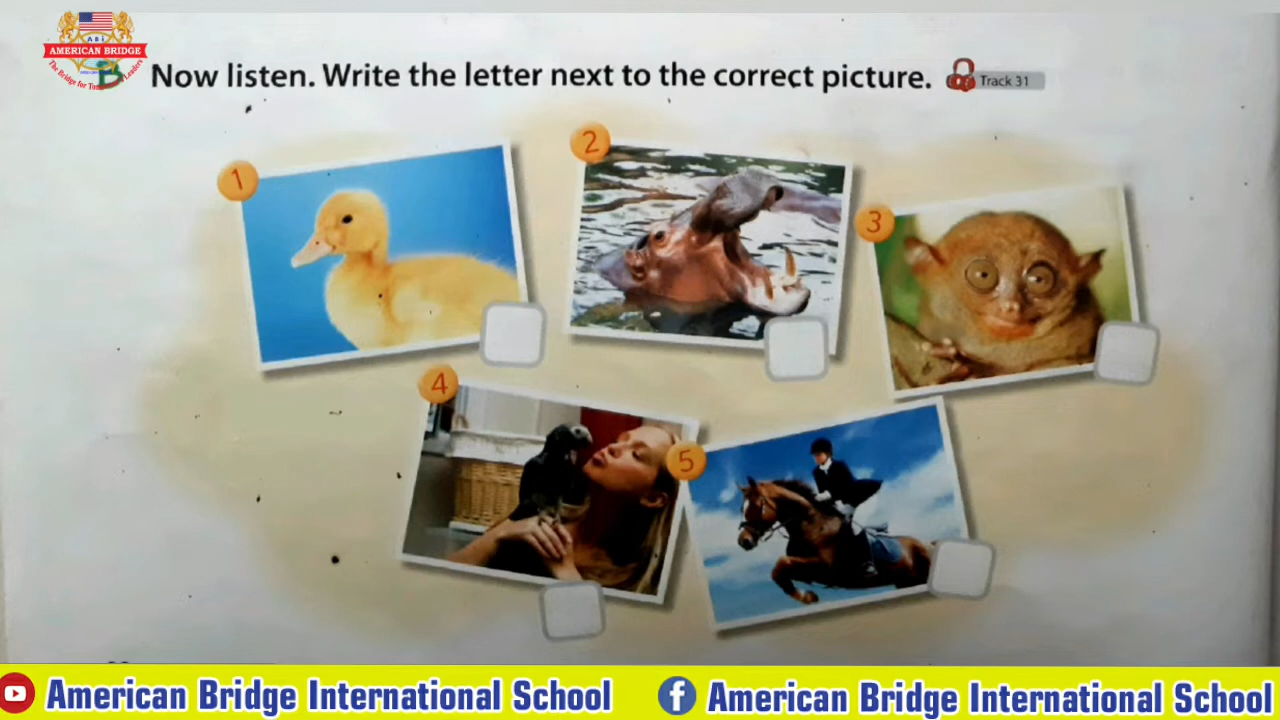 A B I
AMERICAN BRIDGE
B Now listen. Write the letter next to the correct picture. Track 31
1
2
3
4
5
American Bridge International School
f American Bridge International School